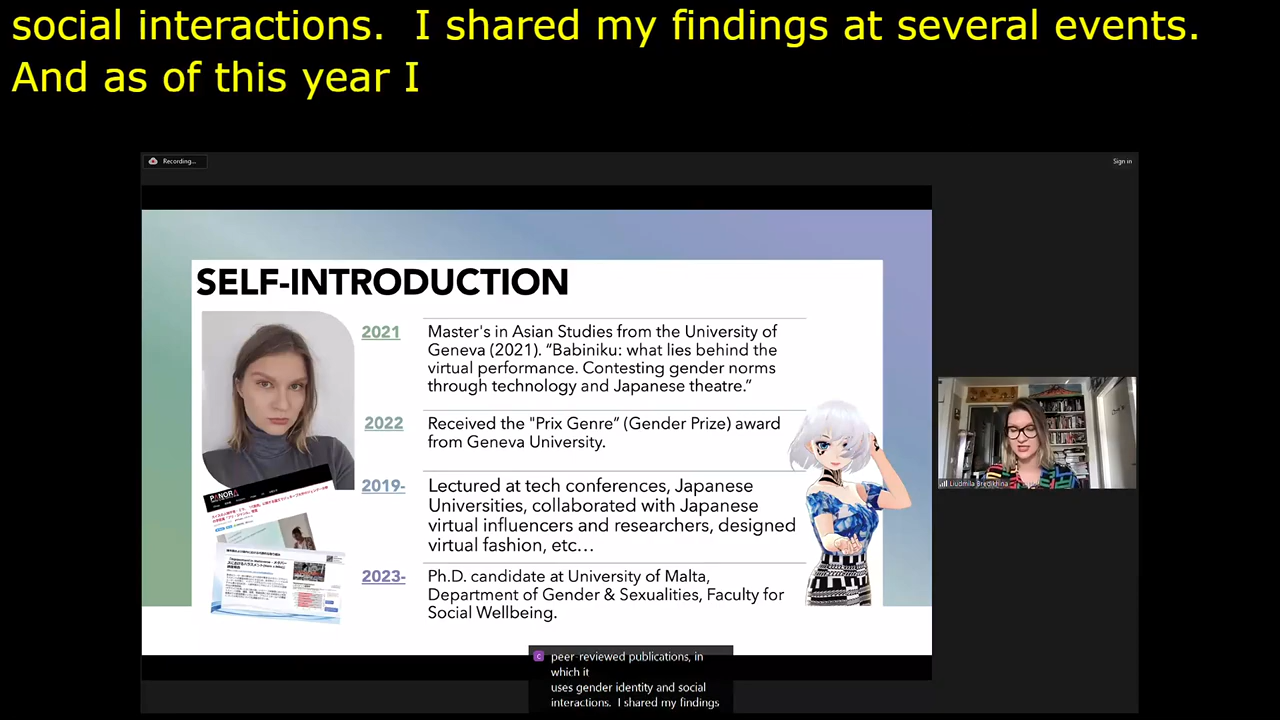 social interactions.  I shared my findings at several events.
And as of this year I
Recording...
Sign in
SELF-INTRODUCTION
2021
Master's in Asian Studies from the University of
Geneva (2021). “Babiniku: what lies behind the
virtual performance. Contesting gender norms
through technology and Japanese theatre.”
2022
Received the "Prix Genre” (Gender Prize) award
from Geneva University.
2019-
Lectured at tech conferences, Japanese
Universities, collaborated with Japanese
virtual influencers and researchers, designed
virtual fashion, etc…
2023-
Ph.D. candidate at University of Malta,
Department of Gender & Sexualities, Faculty for
Social Wellbeing.
PANORA
Liudmila Bredikhina
peer-reviewed publications, in
which it
uses gender identity and social
interactions.  I shared my findings